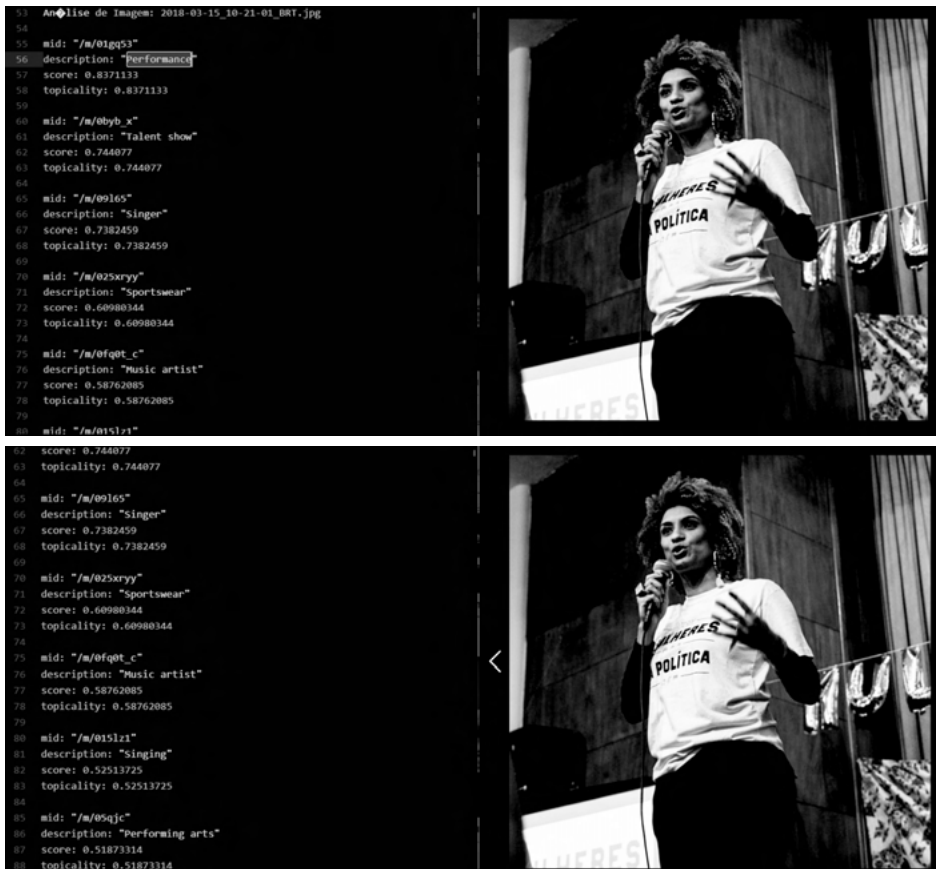 53 An�lise de Imagem: 2018-03-15_10-21-01_BRT.jpg
54
55 mid: "/m/01gq53"
56 description: "Performance"
57 score: 0.8371133
58 topicality: 0.8371133
59
60 mid: "/m/0byb_x"
61 description: "Talent show"
62 score: 0.744077
63 topicality: 0.744077
64
65 mid: "/m/09l65"
66 description: "Singer"
67 score: 0.7382459
68 topicality: 0.7382459
69
70 mid: "/m/025xryy"
71 description: "Sportswear"
72 score: 0.60980344
73 topicality: 0.60980344
74
75 mid: "/m/0fq0t_c"
76 description: "Music artist"
77 score: 0.58762085
78 topicality: 0.58762085
79
80 mid: "/m/015lz1"
MULHERES
POLÍTICA
LHERES
62 score: 0.744077
63 topicality: 0.744077
64
65 mid: "/m/09l65"
66 description: "Singer"
67 score: 0.7382459
68 topicality: 0.7382459
69
70 mid: "/m/025xryy"
71 description: "Sportswear"
72 score: 0.60980344
73 topicality: 0.60980344
74
75 mid: "/m/0fq0t_c"
76 description: "Music artist"
77 score: 0.58762085
78 topicality: 0.58762085
79
80 mid: "/m/015lz1"
81 description: "Singing"
82 score: 0.52513725
83 topicality: 0.52513725
84
85 mid: "/m/05qjc"
86 description: "Performing arts"
87 score: 0.51873314
88 topicality: 0.51873314
MULHERES
POLÍTICA
LHERES